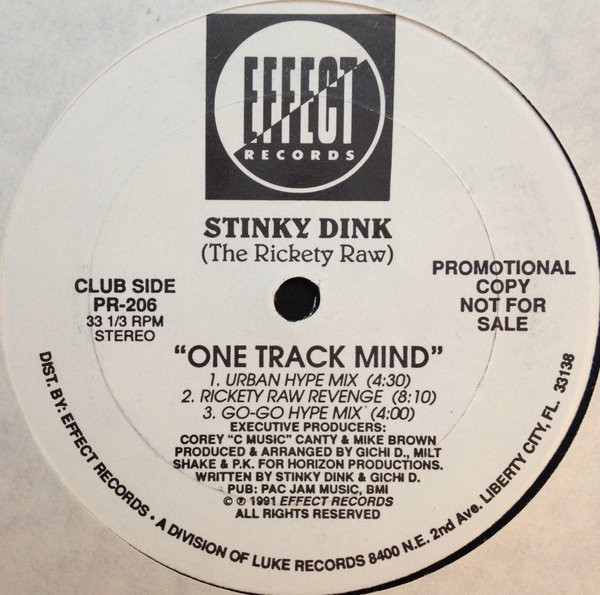 EFFECT
RECORDS
STINKY DINK
(The Rickety Raw)
CLUB SIDE
PR-206
33 1/3 RPM
STEREO
PROMOTIONAL
COPY
NOT FOR
SALE
"ONE TRACK MIND"
1. URBAN HYPE MIX (4:30)
2. RICKETY RAW REVENGE (8:10)
3. GO-GO HYPE MIX (4:00)
EXECUTIVE PRODUCERS:
COREY "C MUSIC" CANTY & MIKE BROWN
PRODUCED & ARRANGED BY GICHI D., MILT
SHAKE & P.K. FOR HORIZON PRODUCTIONS.
WRITTEN BY STINKY DINK & GICHI D.
PUB: PAC JAM MUSIC, BMI
© ℗ 1991 EFFECT RECORDS
ALL RIGHTS RESERVED
DIST. BY: EFFECT RECORDS • A DIVISION OF LUKE RECORDS 8400 N.E. 2nd Ave. LIBERTY CITY, FL. 33138